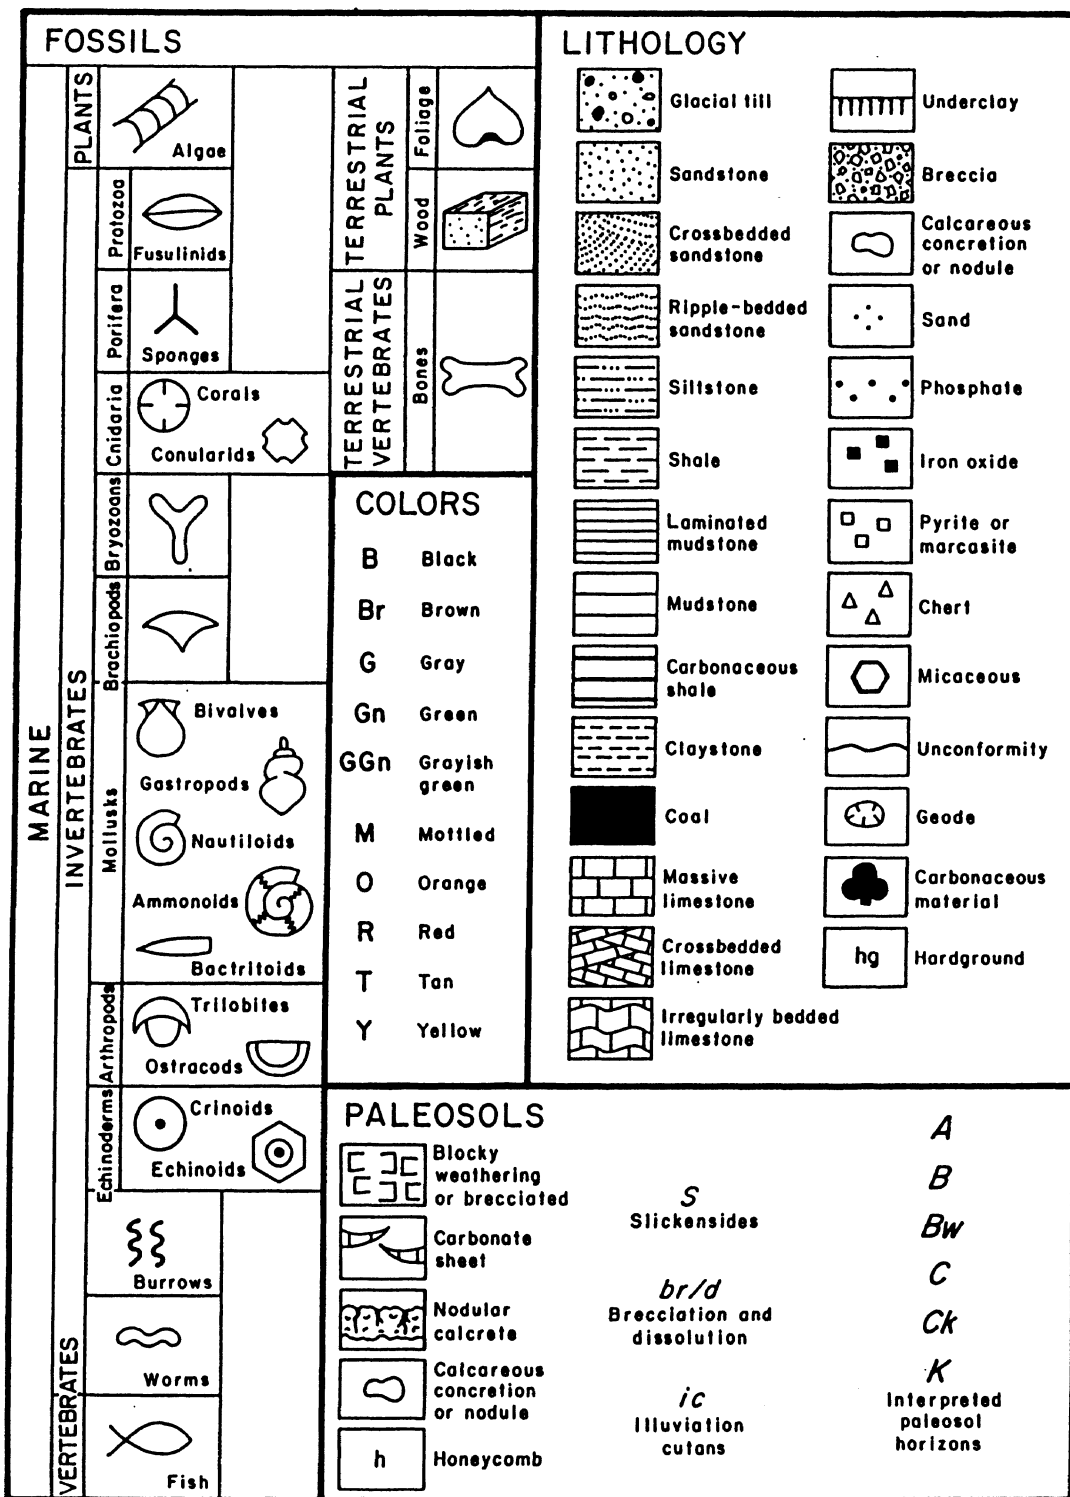 FOSSILS
MARINE
PLANTS
Algae
INVERTEBRATES
Protozoa
Fusulinids
Porifera
Sponges
Cnidaria
Corals
Conularids
Bryozoans
Brachiopods
Mollusks
Bivalves
Gastropods
Nautiloids
Ammonoids
Bactritoids
Arthropods
Trilobites
Ostracods
Echinoderms
Crinoids
Echinoids
Burrows
Worms
VERTEBRATES
Fish
TERRESTRIAL
PLANTS
Foliage
Wood
TERRESTRIAL
VERTEBRATES
Bones
COLORS
B Black
Br Brown
G Gray
Gn Green
GGn Grayish
green
M Mottled
O Orange
R Red
T Tan
Y Yellow
LITHOLOGY
Glacial till
Sandstone
Crossbedded
sandstone
Ripple-bedded
sandstone
Siltstone
Shale
Laminated
mudstone
Mudstone
Carbonaceous
shale
Claystone
Coal
Massive
limestone
Crossbedded
limestone
Irregularly bedded
limestone
Underclay
Breccia
Calcareous
concretion
or nodule
Sand
Phosphate
Iron oxide
Pyrite or
marcasite
Chert
Micaceous
Unconformity
Geode
Carbonaceous
material
hg Hardground
PALEOSOLS
Blocky
weathering
or brecciated
Carbonate
sheet
Nodular
calcrete
Calcareous
concretion
or nodule
h Honeycomb
S
Slickensides
br/d
Brecciation and
dissolution
ic
Illuviation
cutans
A
B
Bw
C
Ck
K
Interpreted
paleosol
horizons